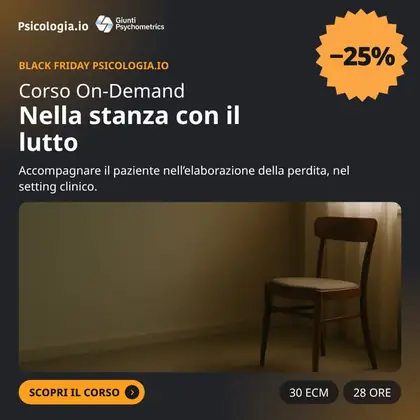 Psicologia.io
Giunti
Psychometrics
−25%
BLACK FRIDAY PSICOLOGIA.IO
Corso On-Demand
Nella stanza con il
lutto
Accompagnare il paziente nell'elaborazione della perdita, nel
setting clinico.
SCOPRI IL CORSO
30 ECM
28 ORE